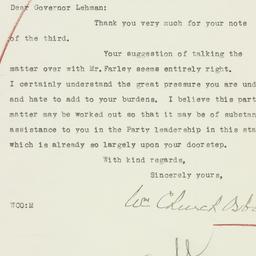 Dear Governor Lehman:
Thank you very much for your note
of the third.
Your suggestion of talking the
matter over with Mr. Farley seems entirely right.
I certainly understand the great pressure you are und
and hate to add to your burdens. I believe this part
matter may be worked out so that it may be of substan
assistance to you in the Party leadership in this sta
which is already so largely upon your doorstep.
With kind regards,
Sincerely yours,
Wm Church Osbo
WCO:M